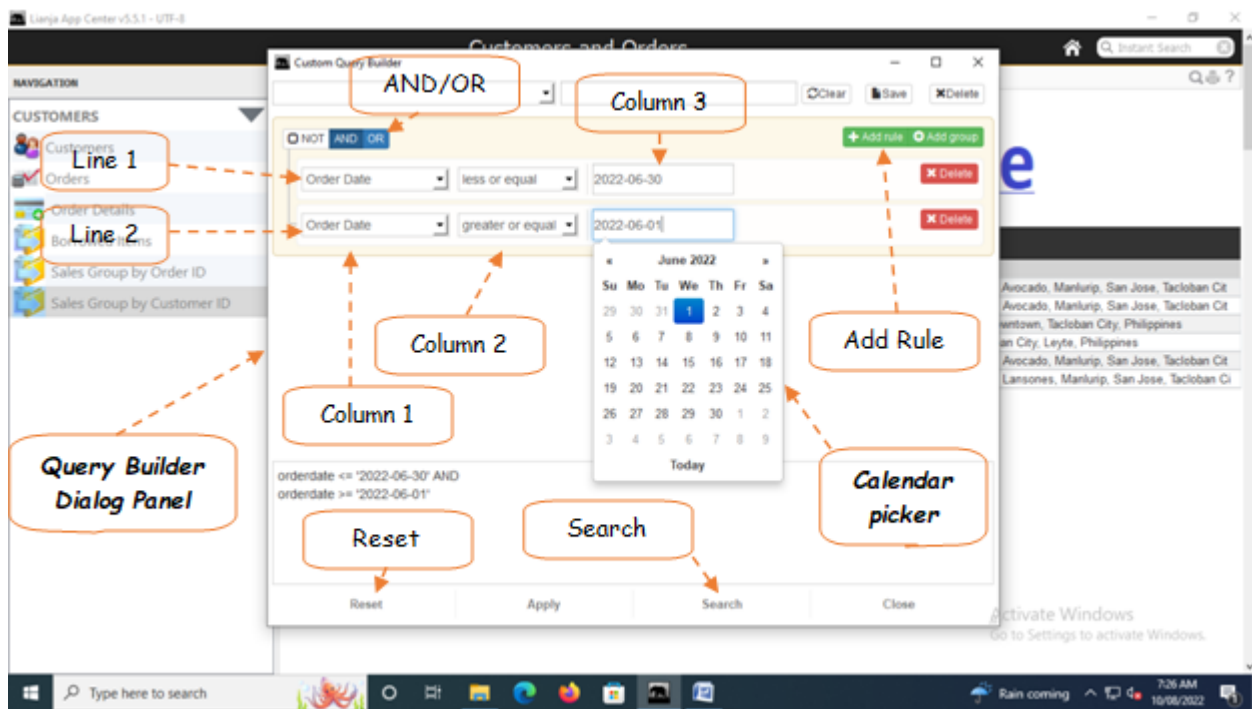 Lianja App Center v5.5.1 - UTF-8
Customers and Orders
Instant Search
NAVIGATION
CUSTOMERS
Customers
Orders
Order Details
Borrowed Items
Sales Group by Order ID
Sales Group by Customer ID
Custom Query Builder
Clear
Save
Delete
NOT AND OR
Add rule
Add group
Order Date
less or equal
2022-06-30
Delete
Order Date
greater or equal
2022-06-01
Delete
« June 2022 »
Su Mo Tu We Th Fr Sa
29 30 31 1 2 3 4
5 6 7 8 9 10 11
12 13 14 15 16 17 18
19 20 21 22 23 24 25
26 27 28 29 30 1 2
3 4 5 6 7 8 9
Today
orderdate <= '2022-06-30' AND
orderdate >= '2022-06-01'
Reset
Apply
Search
Close
AND/OR
Column 3
Line 1
Line 2
Column 2
Column 1
Add Rule
Query Builder
Dialog Panel
Calendar
picker
Reset
Search
e
Avocado, Manlurip, San Jose, Tacloban Cit
Avocado, Manlurip, San Jose, Tacloban Cit
wntown, Tacloban City, Philippines
an City, Leyte, Philippines
Avocado, Manlurip, San Jose, Tacloban Cit
Lansones, Manlurip, San Jose, Tacloban Ci
Activate Windows
Go to Settings to activate Windows.
Type here to search
Rain coming
7:26 AM
10/08/2022